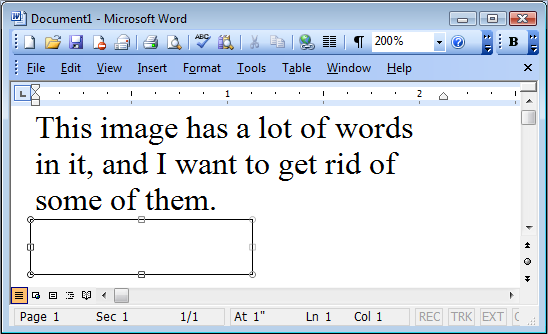 Document1 - Microsoft Word
ABC ¶ 200% ? B
File Edit View Insert Format Tools Table Window Help
1 2
This image has a lot of words
in it, and I want to get rid of
some of them.
Page 1 Sec 1 1/1 At 1" Ln 1 Col 1 REC TRK EXT